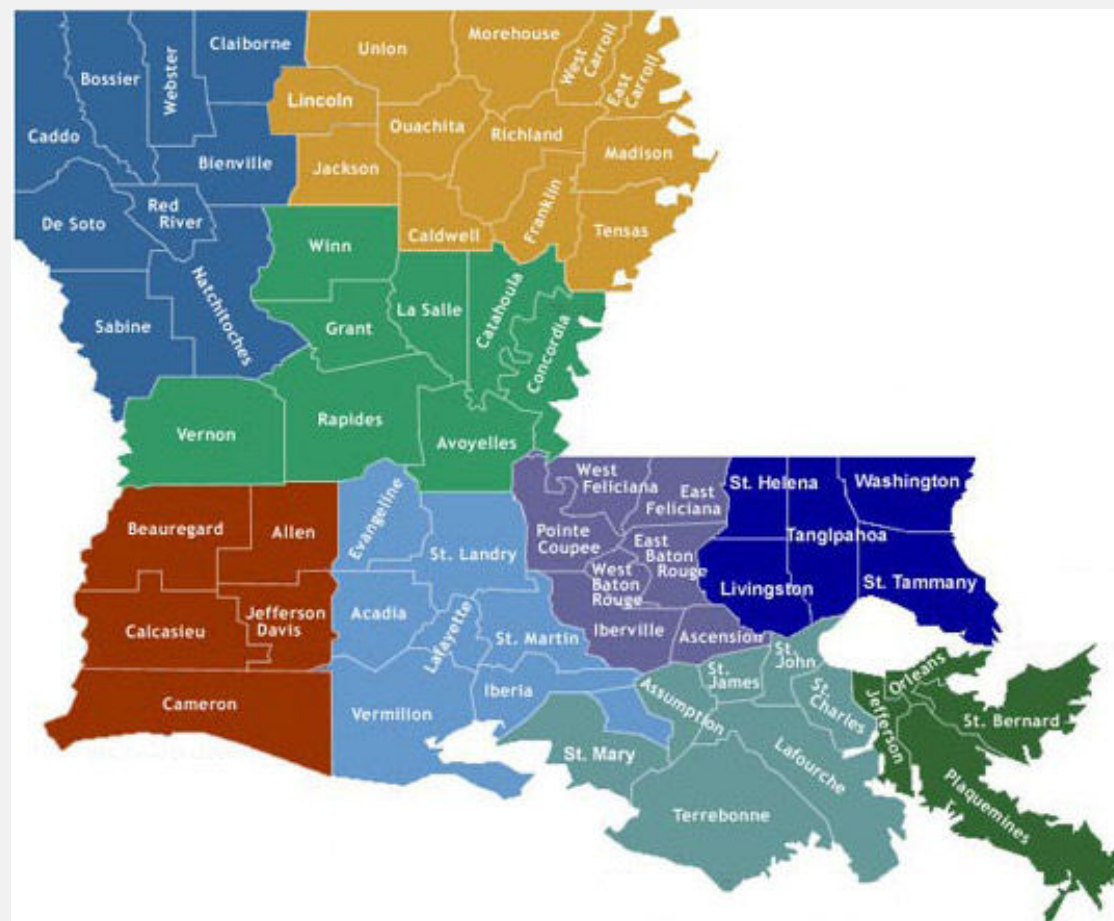 Claiborne
Union
Morehouse
West
Carroll
East
Carroll
Bossier
Webster
Lincoln
Caddo
Ouachita
Richland
Madison
Bienville
Jackson
Franklin
De Soto
Red
River
Caldwell
Tensas
Winn
Natchitoches
La Salle
Catahoula
Concordia
Sabine
Grant
Vernon
Rapides
Avoyelles
West
Feliciana
East
Feliciana
St. Helena
Washington
Beauregard
Allen
Evangeline
St. Landry
Pointe
Coupee
East
Baton
Rouge
Tanglpahoa
West
Baton
Rouge
Livingston
St. Tammany
Calcasieu
Jefferson
Davis
Acadia
Lafayette
St. Martin
Iberville
Ascension
St.
John
Cameron
Vermilion
Iberia
Assumption
St.
James
St.
Charles
Jefferson
Orleans
St. Bernard
St. Mary
Lafourche
Terrebonne
Plaquemines